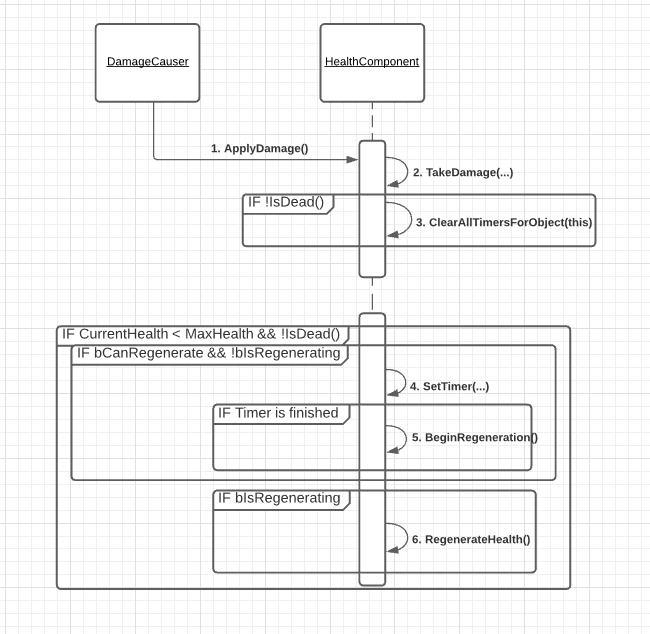 DamageCauser
HealthComponent
1. ApplyDamage()
2. TakeDamage(...)
IF !IsDead()
3. ClearAllTimersForObject(this)
IF CurrentHealth < MaxHealth && !IsDead()
IF bCanRegenerate && !bIsRegenerating
4. SetTimer(...)
IF Timer is finished
5. BeginRegeneration()
IF bIsRegenerating
6. RegenerateHealth()